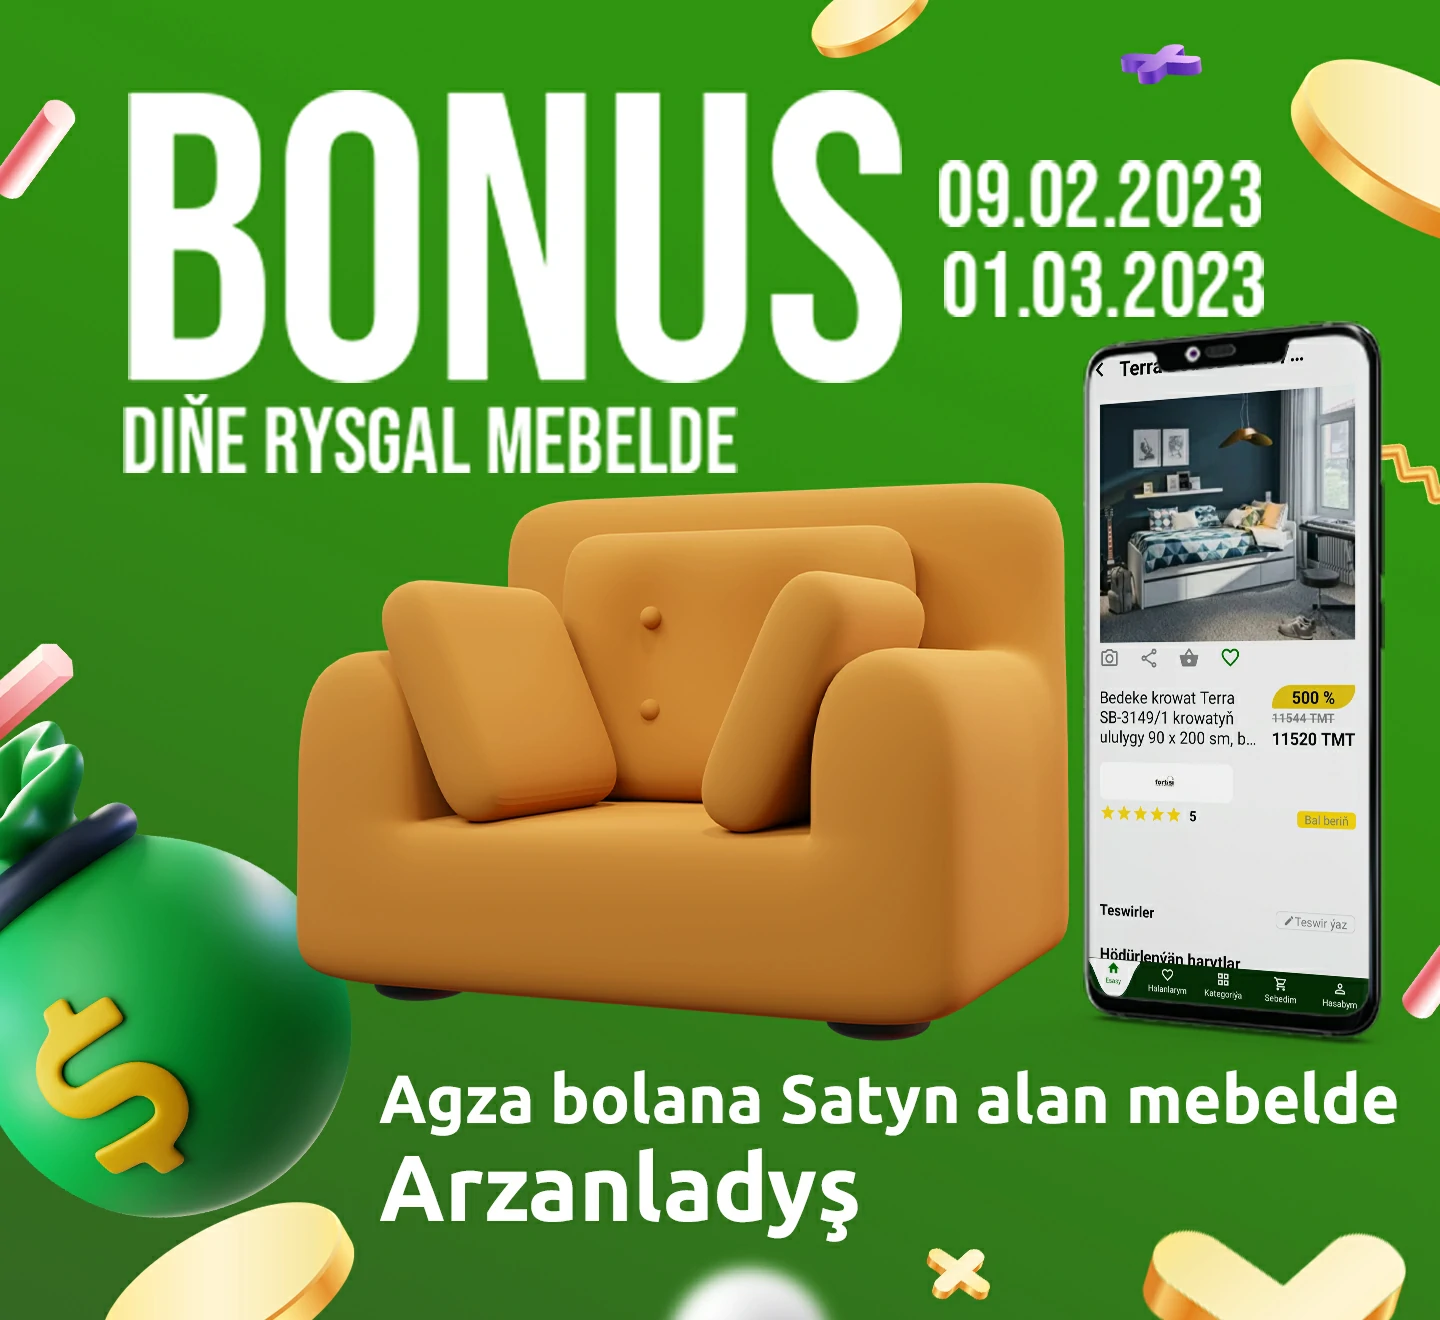 BONUS
09.02.2023
01.03.2023
DIŇE RYSGAL MEBELDE
Terra
Bedeke krowat Terra
SB-3149/1 krowatyň
ululygy 90 x 200 sm, b...
500 %
11544 TMT
11520 TMT
5
Bal beriň
Teswirler
Teswir ýaz
Hödürlenýän harytlar
Esasy
Halanlarym
Kategoriýa
Sebedim
Hasabym
Agza bolana Satyn alan mebelde
Arzanladyş